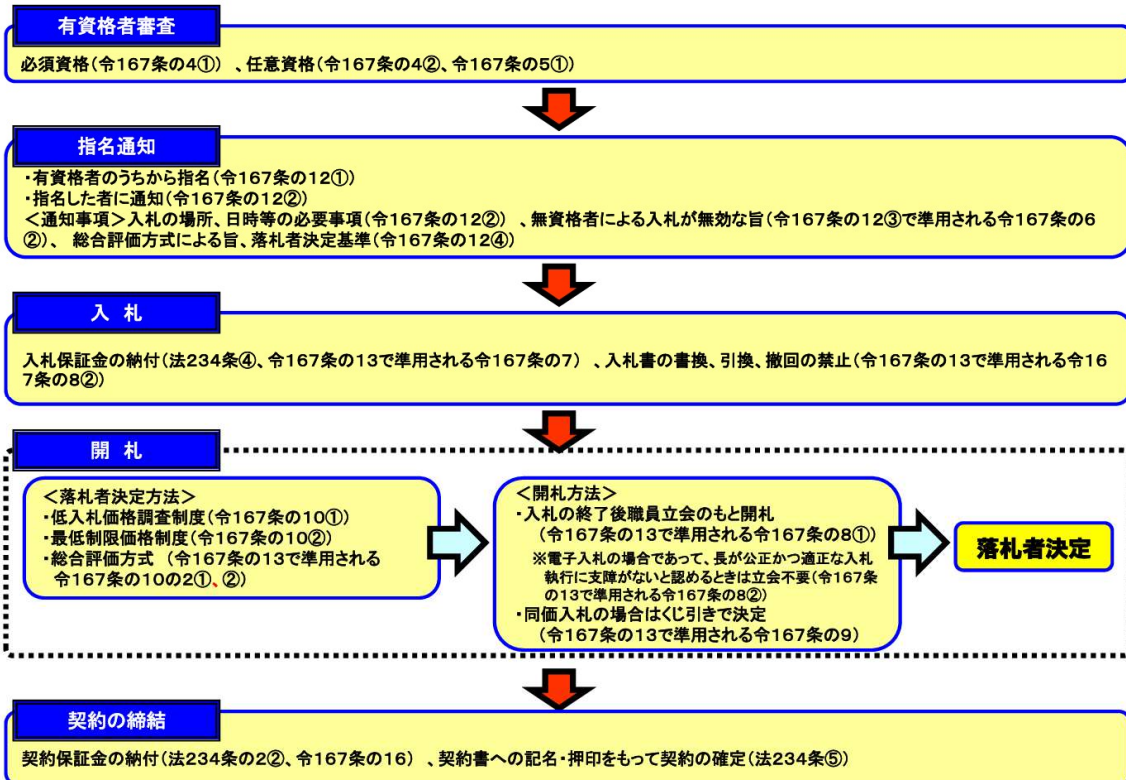 有資格者審査
必須資格(令167条の4①) 、任意資格(令167条の4②、令167条の5①)
指名通知
・有資格者のうちから指名(令167条の12①)
・指名した者に通知(令167条の12②)
<通知事項>入札の場所、日時等の必要事項(令167条の12②) 、無資格者による入札が無効な旨(令167条の12③で準用される令167条の6
②)、 総合評価方式による旨、落札者決定基準(令167条の12④)
入 札
入札保証金の納付(法234条④、令167条の13で準用される令167条の7) 、入札書の書換、引換、撤回の禁止(令167条の13で準用される令16
7条の8②)
開 札
<落札者決定方法>
・低入札価格調査制度(令167条の10①)
・最低制限価格制度(令167条の10②)
・総合評価方式 (令167条の13で準用される
令167条の10の2①、②)
<開札方法>
・入札の終了後職員立会のもと開札
(令167条の13で準用される令167条の8①)
※電子入札の場合であって、長が公正かつ適正な入札
執行に支障がないと認めるときは立会不要(令167条
の13で準用される令167条の8②)
・同価入札の場合はくじ引きで決定
(令167条の13で準用される令167条の9)
落札者決定
契約の締結
契約保証金の納付(法234条の2②、令167条の16) 、契約書への記名・押印をもって契約の確定(法234条⑤)